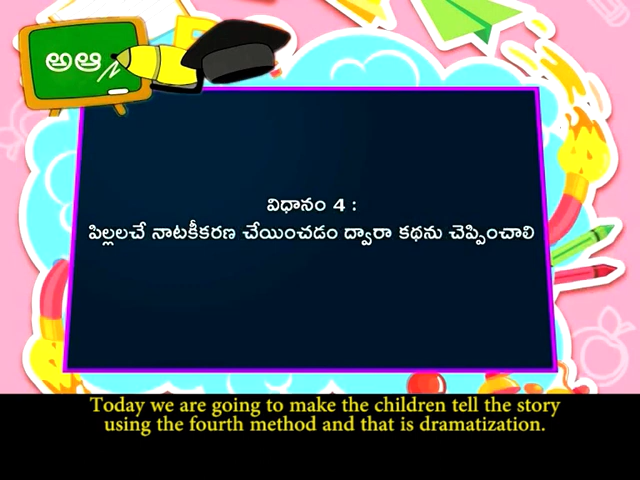 అఆ
విధానం 4 :
పిల్లలచే నాటకీకరణ చేయించడం ద్వారా కథను చెప్పించాలి
Today we are going to make the children tell the story
using the fourth method and that is dramatization.